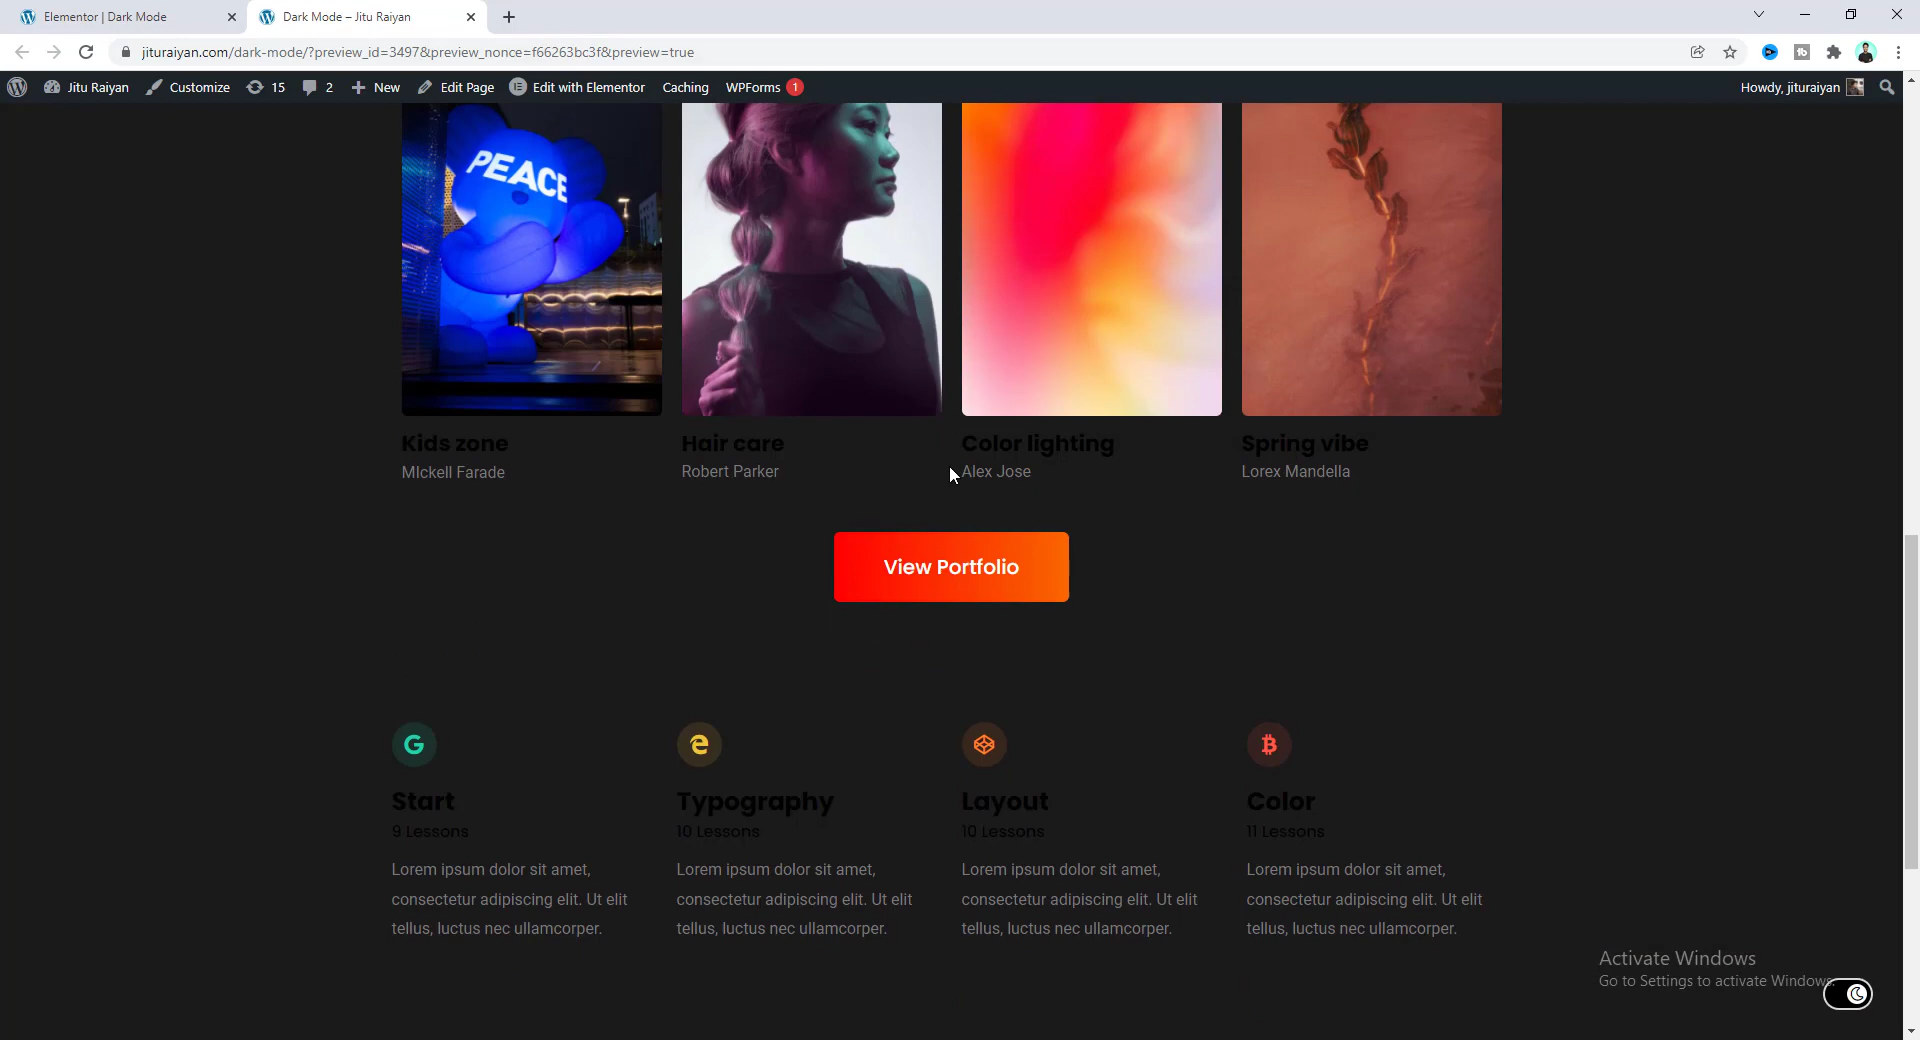 Elementor | Dark Mode
Dark Mode – Jitu Raiyan
jituraiyan.com/dark-mode/?preview_id=3497&preview_nonce=f66263bc3f&preview=true
Jitu Raiyan
Customize
15
2
New
Edit Page
Edit with Elementor
Caching
WPForms
1
Howdy, jituraiyan
PEACE
Kids zone
Hair care
Color lighting
Spring vibe
MIckell Farade
Robert Parker
Alex Jose
Lorex Mandella
View Portfolio
Start
9 Lessons
Lorem ipsum dolor sit amet,
consectetur adipiscing elit. Ut elit
tellus, luctus nec ullamcorper.
Typography
10 Lessons
Lorem ipsum dolor sit amet,
consectetur adipiscing elit. Ut elit
tellus, luctus nec ullamcorper.
Layout
10 Lessons
Lorem ipsum dolor sit amet,
consectetur adipiscing elit. Ut elit
tellus, luctus nec ullamcorper.
Color
11 Lessons
Lorem ipsum dolor sit amet,
consectetur adipiscing elit. Ut elit
tellus, luctus nec ullamcorper.
Activate Windows
Go to Settings to activate Windows.